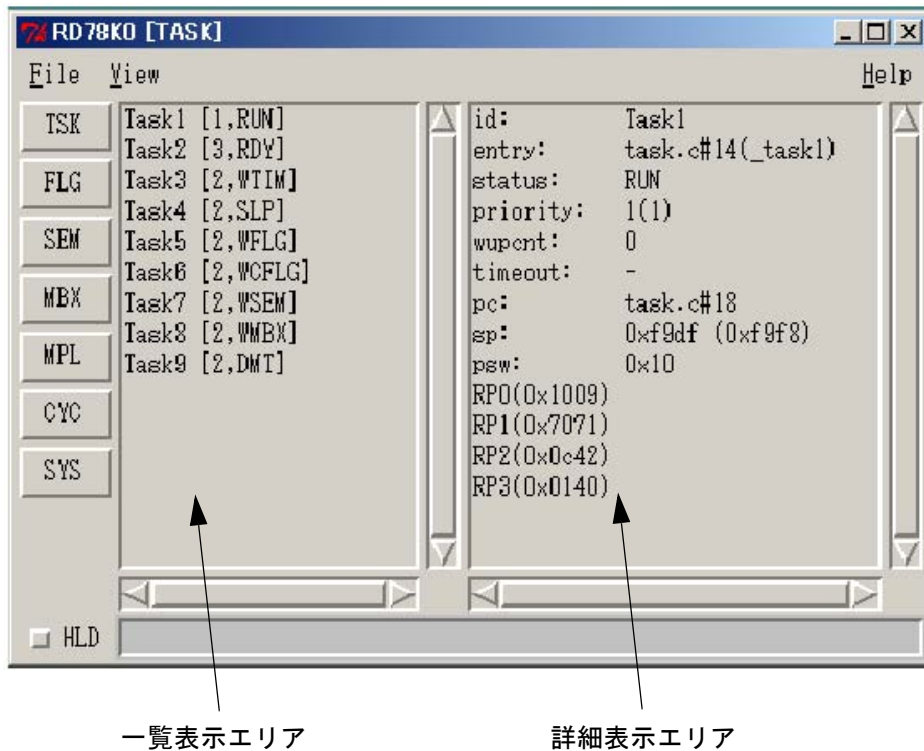 RD78K0 [TASK]
File View Help
TSK
FLG
SEM
MBX
MPL
CYC
SYS
Task1 [1,RUN]
Task2 [3,RDY]
Task3 [2,WTIM]
Task4 [2,SLP]
Task5 [2,WFLG]
Task6 [2,WCFLG]
Task7 [2,WSEM]
Task8 [2,WMBX]
Task9 [2,DMT]
id: Task1
entry: task.c#14(_task1)
status: RUN
priority: 1(1)
wupcnt: 0
timeout: -
pc: task.c#18
sp: 0xf9df (0xf9f8)
psw: 0x10
RP0(0x1009)
RP1(0x7071)
RP2(0x0c42)
RP3(0x0140)
HLD
一覧表示エリア
詳細表示エリア